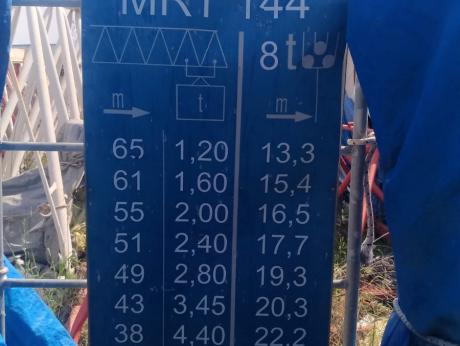 MRT 144
8t
m t m
65 1,20 13,3
61 1,60 15,4
55 2,00 16,5
51 2,40 17,7
49 2,80 19,3
43 3,45 20,3
38 4,40 22,2